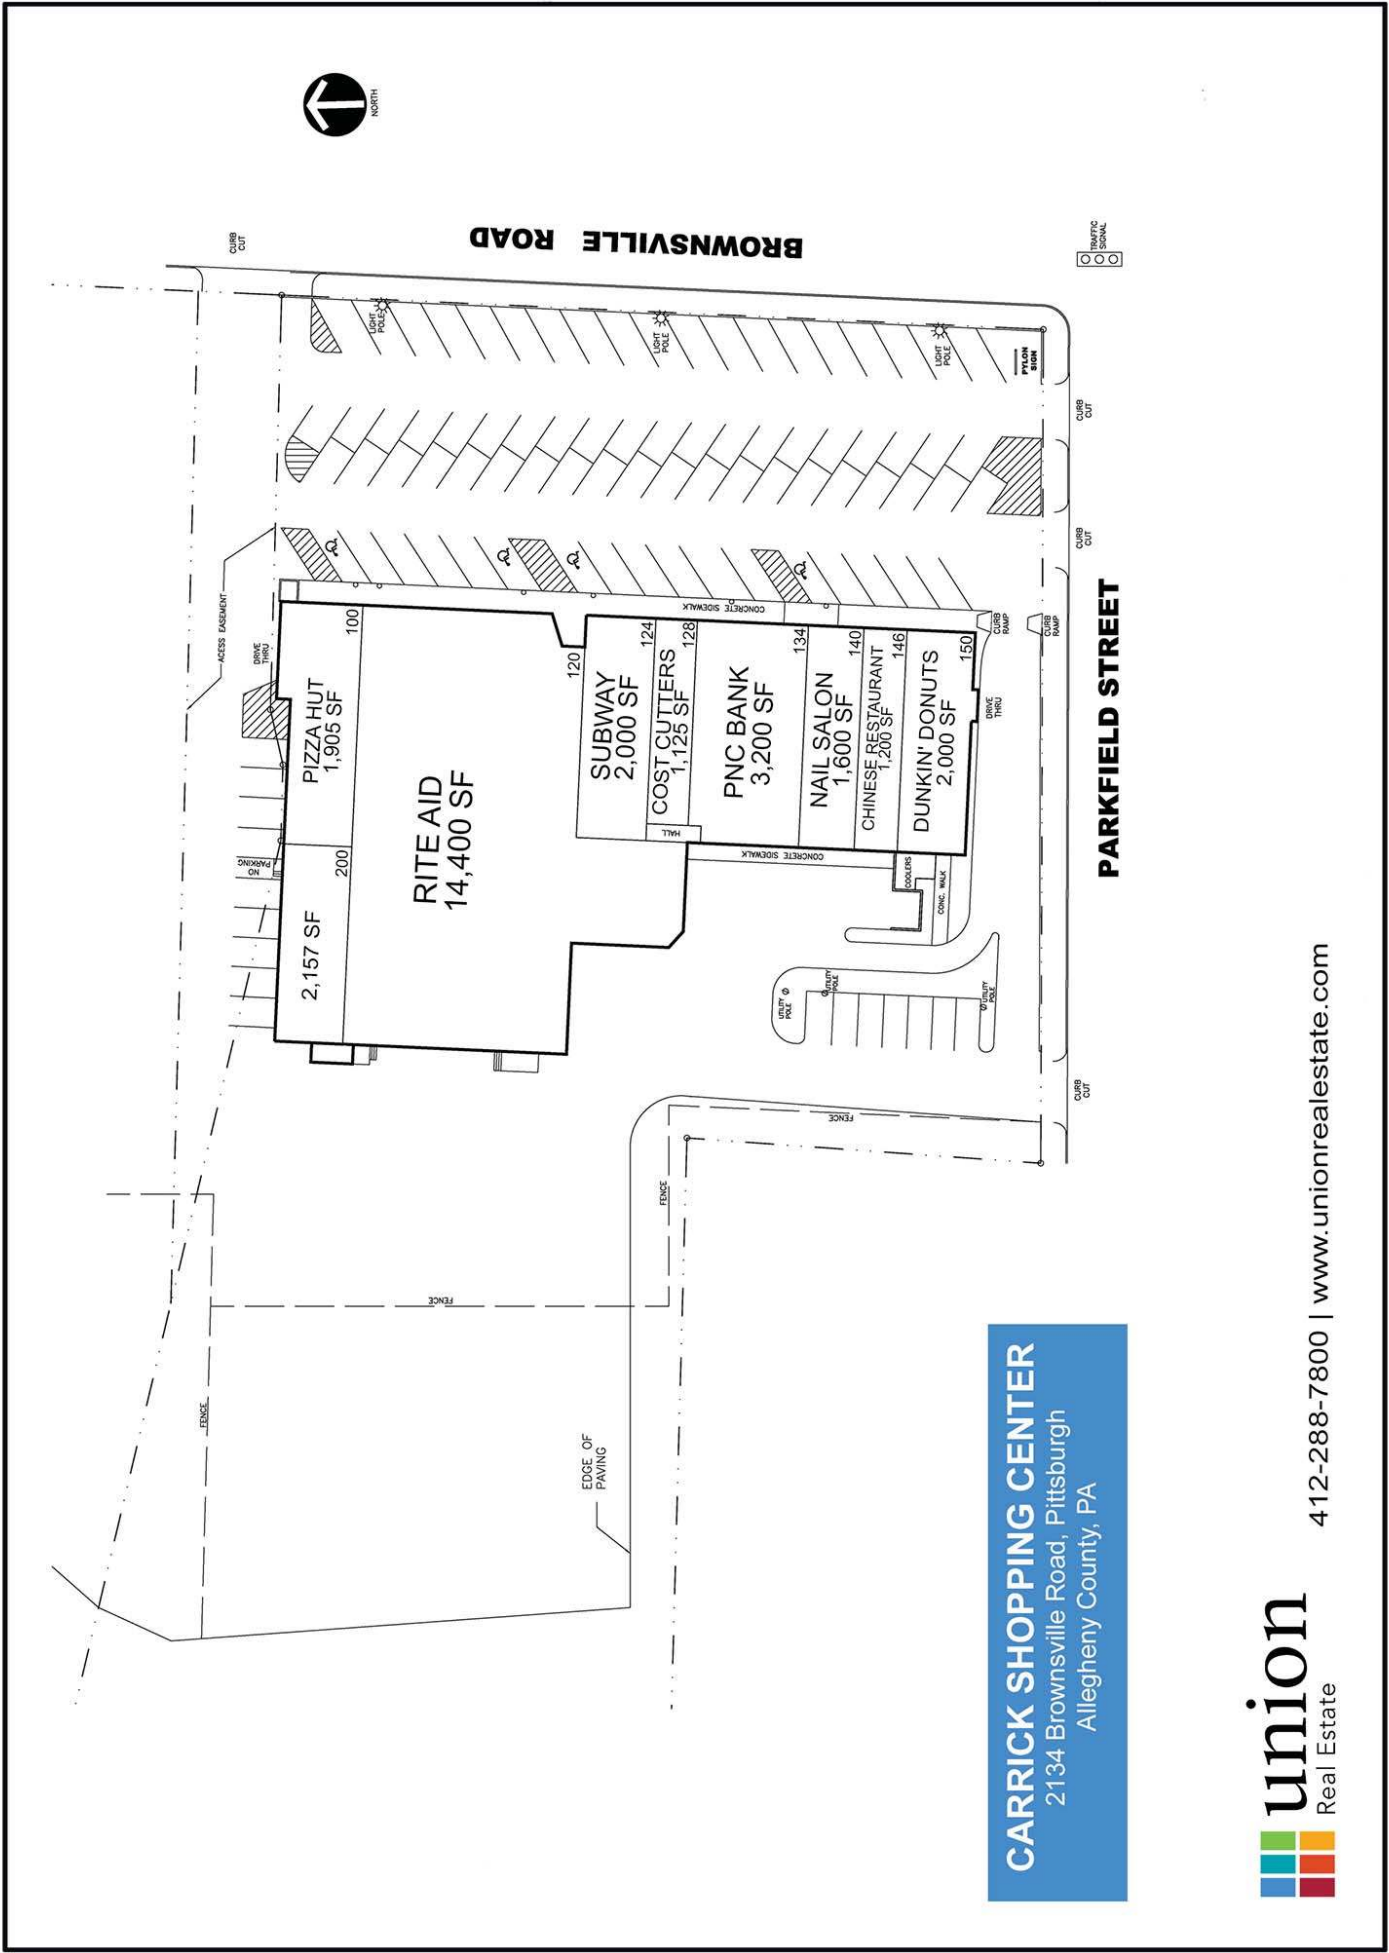 NORTH
BROWNSVILLE ROAD
CURB
CUT
TRAFFIC
SIGNAL
LIGHT
POLE
LIGHT
POLE
LIGHT
POLE
PYLON
SIGN
CURB
CUT
CURB
CUT
ACESS EASEMENT
DRIVE
THRU
CONCRETE SIDEWALK
CURB
RAMP
CURB
RAMP
PARKFIELD STREET
PIZZA HUT
1,905 SF
100
NO
PARKING
2,157 SF
200
RITE AID
14,400 SF
120
SUBWAY
2,000 SF
124
COST CUTTERS
1,125 SF
128
HALL
PNC BANK
3,200 SF
134
NAIL SALON
1,600 SF
140
CHINESE RESTAURANT
1,200 SF
146
DUNKIN' DONUTS
2,000 SF
150
DRIVE
THRU
CONCRETE SIDEWALK
COOLERS
CONC. WALK
UTILITY
POLE
UTILITY
POLE
UTILITY
POLE
CURB
CUT
FENCE
FENCE
FENCE
FENCE
EDGE OF
PAVING
CARRICK SHOPPING CENTER
2134 Brownsville Road, Pittsburgh
Allegheny County, PA
union
Real Estate
412-288-7800 | www.unionrealestate.com